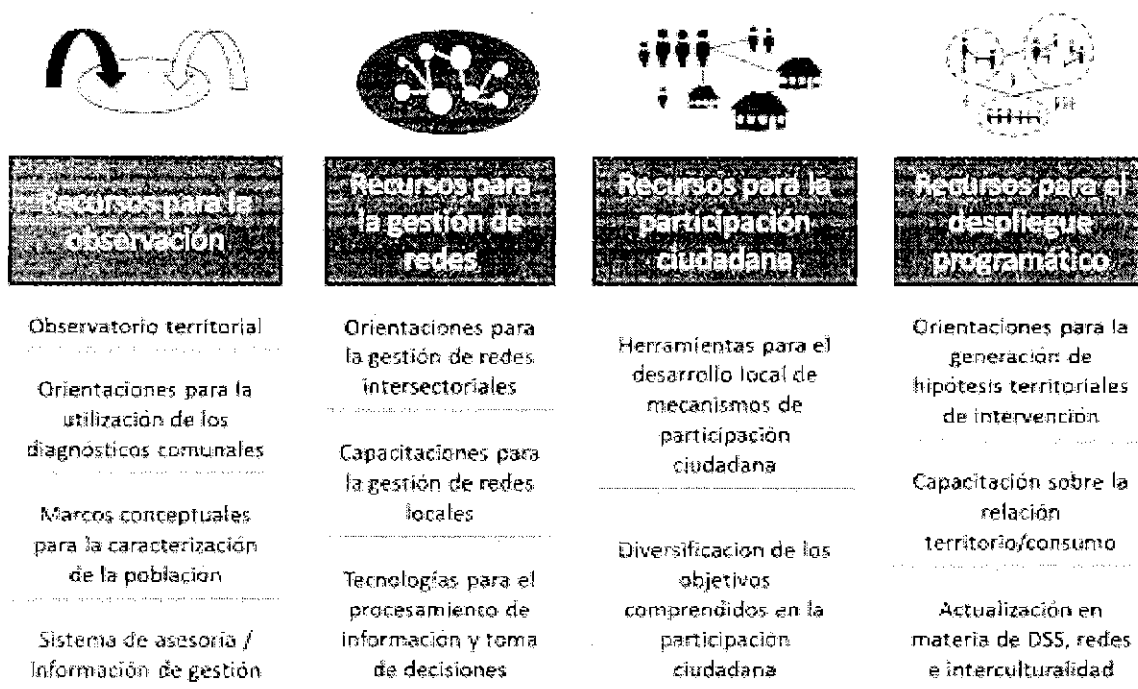 Recursos para la
observación
Observatorio territorial
Orientaciones para la
utilización de los
diagnósticos comunales
Marcos conceptuales
para la caracterización
de la población
Sistema de asesoría /
Información de gestión
Recursos para
la gestión de
redes
Orientaciones para
la gestión de redes
intersectoriales
Capacitaciones para
la gestión de redes
locales
Tecnologías para el
procesamiento de
información y toma
de decisiones
Recursos para la
participación
ciudadana
Herramientas para el
desarrollo local de
mecanismos de
participación
ciudadana
Diversificacion de los
objetivos
comprendidos en la
participación
ciudadana
Recursos para el
despliegue
programático
Orientaciones para la
generación de
hipótesis territoriales
de intervención
Capacitación sobre la
relación
territorio/consumo
Actualización en
materia de DSS, redes
e interculturalidad